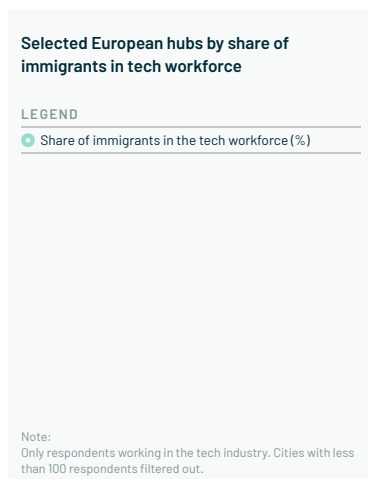 Selected European hubs by share of
immigrants in tech workforce
LEGEND
Share of immigrants in the tech workforce (%)
Note:
Only respondents working in the tech industry. Cities with less
than 100 respondents filtered out.